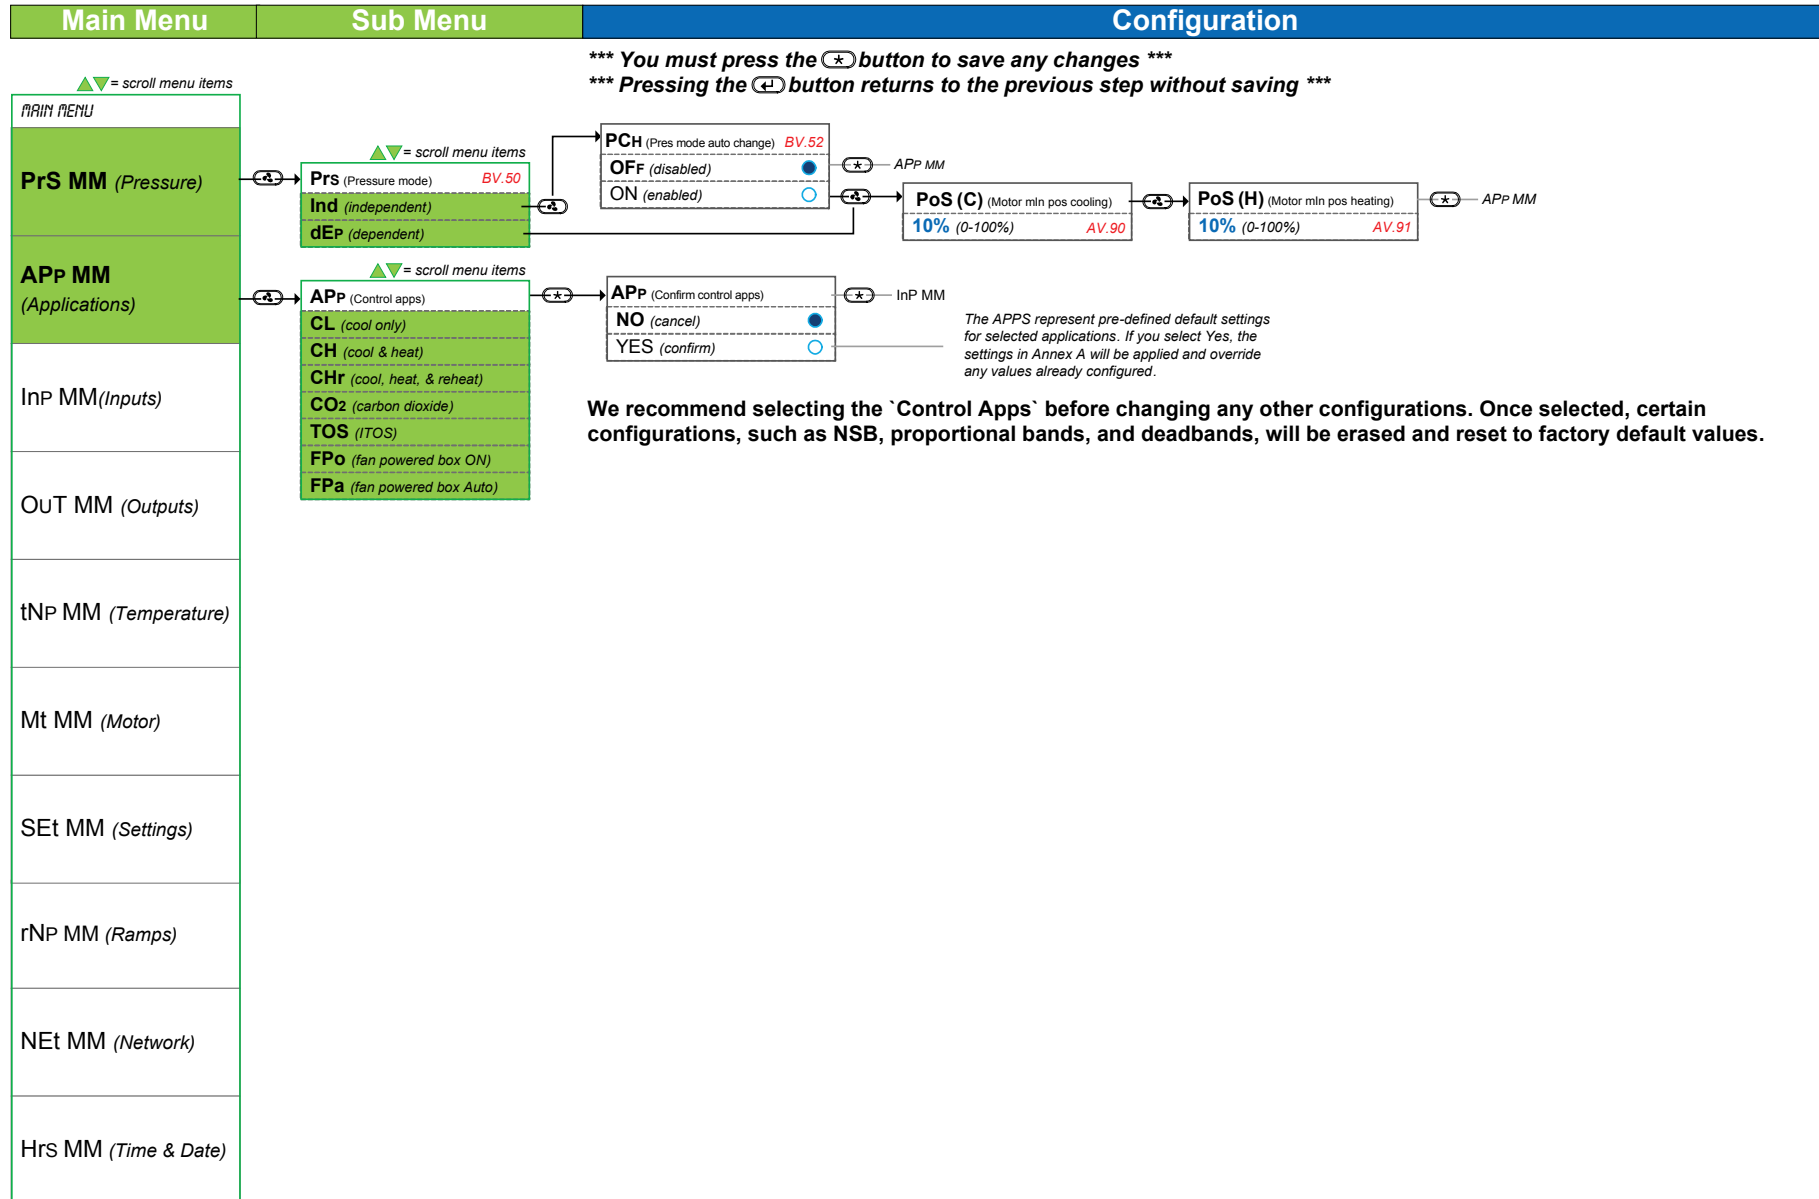 Main Menu
Sub Menu
Configuration
*** You must press the * button to save any changes ***
*** Pressing the ↵ button returns to the previous step without saving ***
= scroll menu items
MAIN MENU
PrS MM (Pressure)
APP MM
(Applications)
InP MM(Inputs)
OUT MM (Outputs)
tNP MM (Temperature)
Mt MM (Motor)
SEt MM (Settings)
rNP MM (Ramps)
NEt MM (Network)
HrS MM (Time & Date)
= scroll menu items
PrS (Pressure mode) BV.50
Ind (independent)
dEP (dependent)
PCH (Pres mode auto change) BV.52
OFF (disabled)
ON (enabled)
* APP MM
PoS (C) (Motor mIn pos cooling)
10% (0-100%) AV.90
PoS (H) (Motor mIn pos heating)
10% (0-100%) AV.91
* APP MM
= scroll menu items
APP (Control apps)
CL (cool only)
CH (cool & heat)
CHr (cool, heat, & reheat)
CO2 (carbon dioxide)
TOS (ITOS)
FPo (fan powered box ON)
FPa (fan powered box Auto)
*
APP (Confirm control apps)
NO (cancel)
YES (confirm)
* InP MM
The APPS represent pre-defined default settings
for selected applications. If you select Yes, the
settings in Annex A will be applied and override
any values already configured.
We recommend selecting the `Control Apps` before changing any other configurations. Once selected, certain
configurations, such as NSB, proportional bands, and deadbands, will be erased and reset to factory default values.